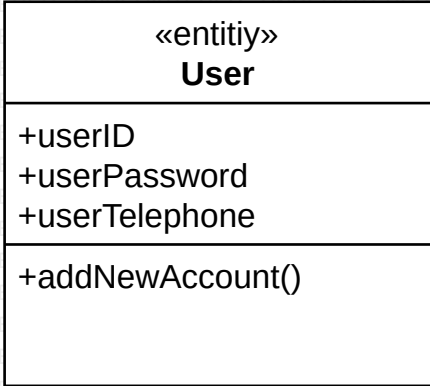 «entitiy»
User
+userID
+userPassword
+userTelephone
+addNewAccount()